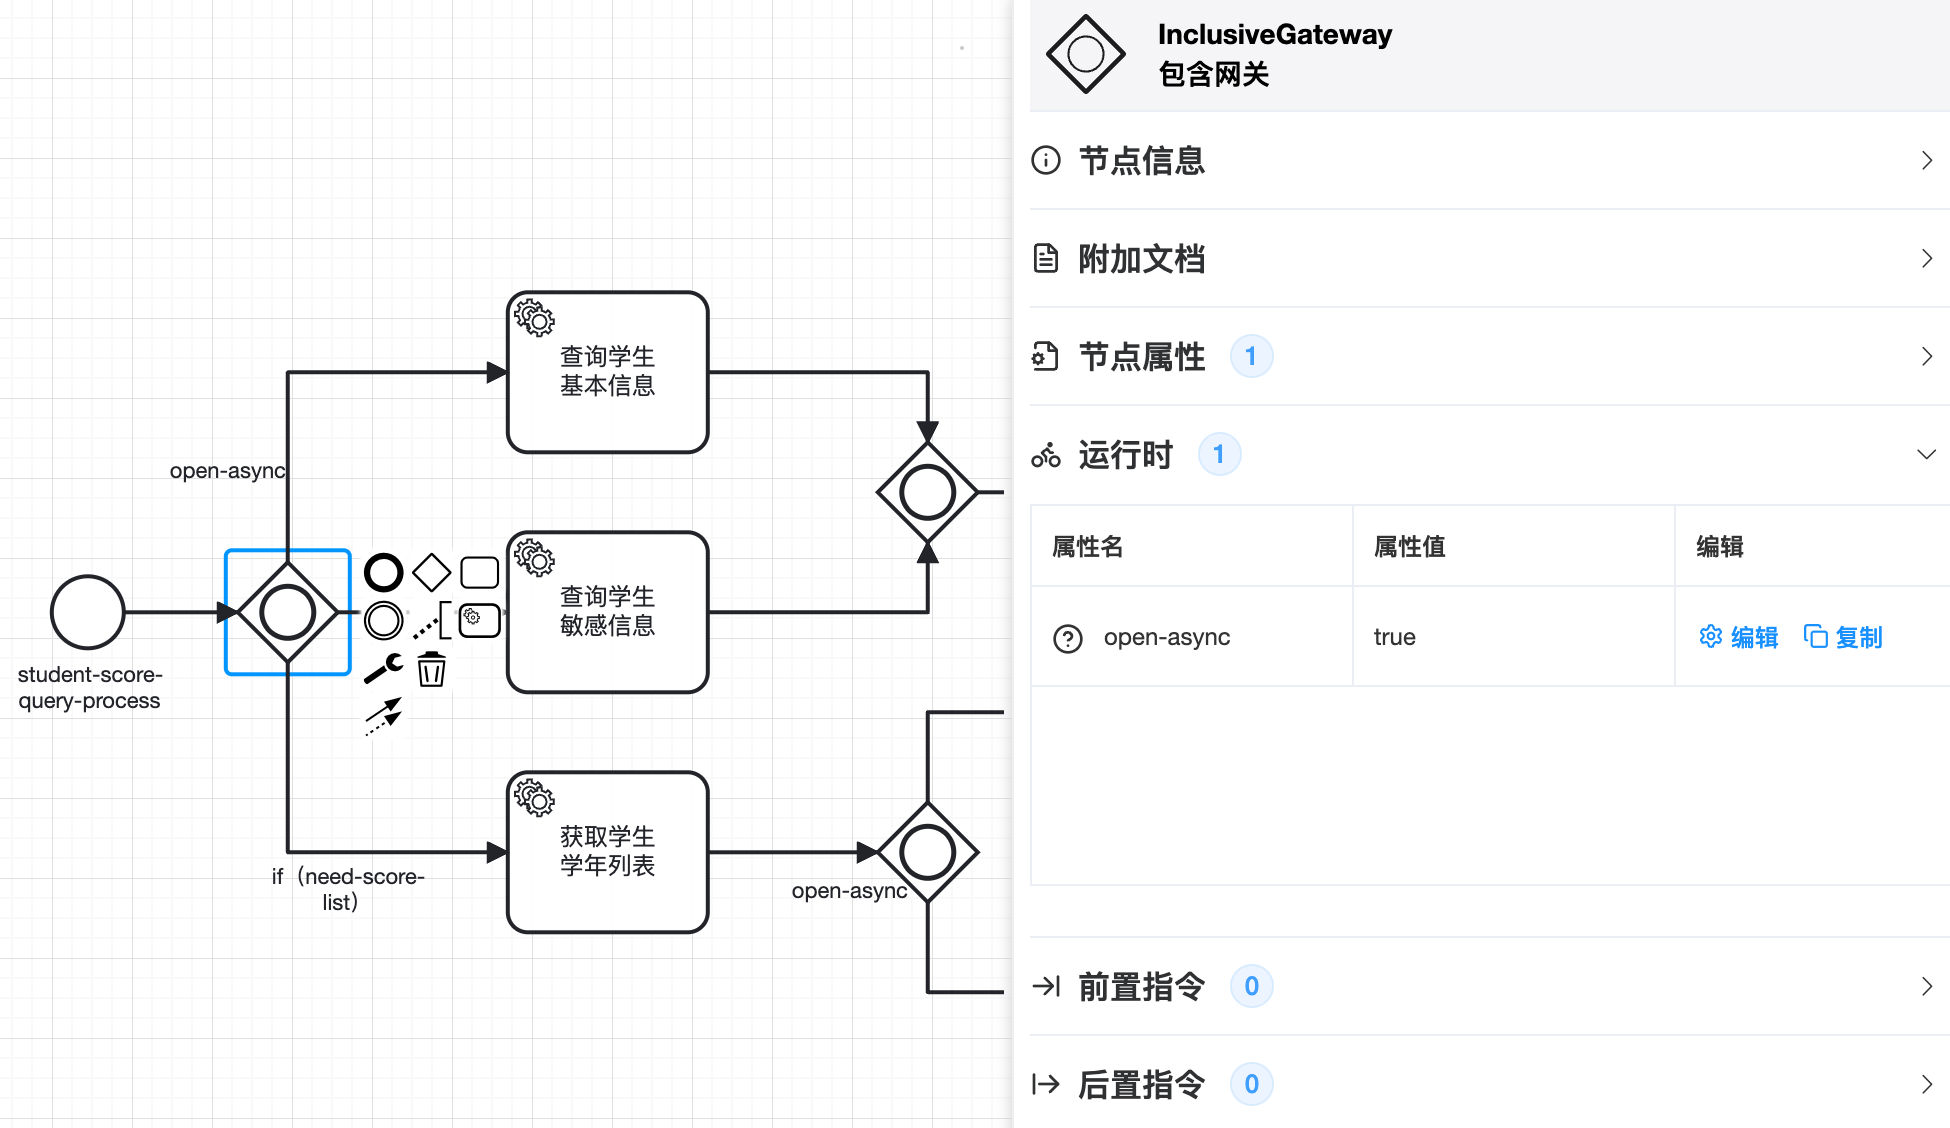 open-async
student-score-
query-process
查询学生
基本信息
查询学生
敏感信息
if（need-score-
list）
获取学生
学年列表
open-async
InclusiveGateway
包含网关
节点信息
附加文档
节点属性 1
运行时 1
属性名 属性值 编辑
open-async true 编辑 复制
前置指令 0
后置指令 0